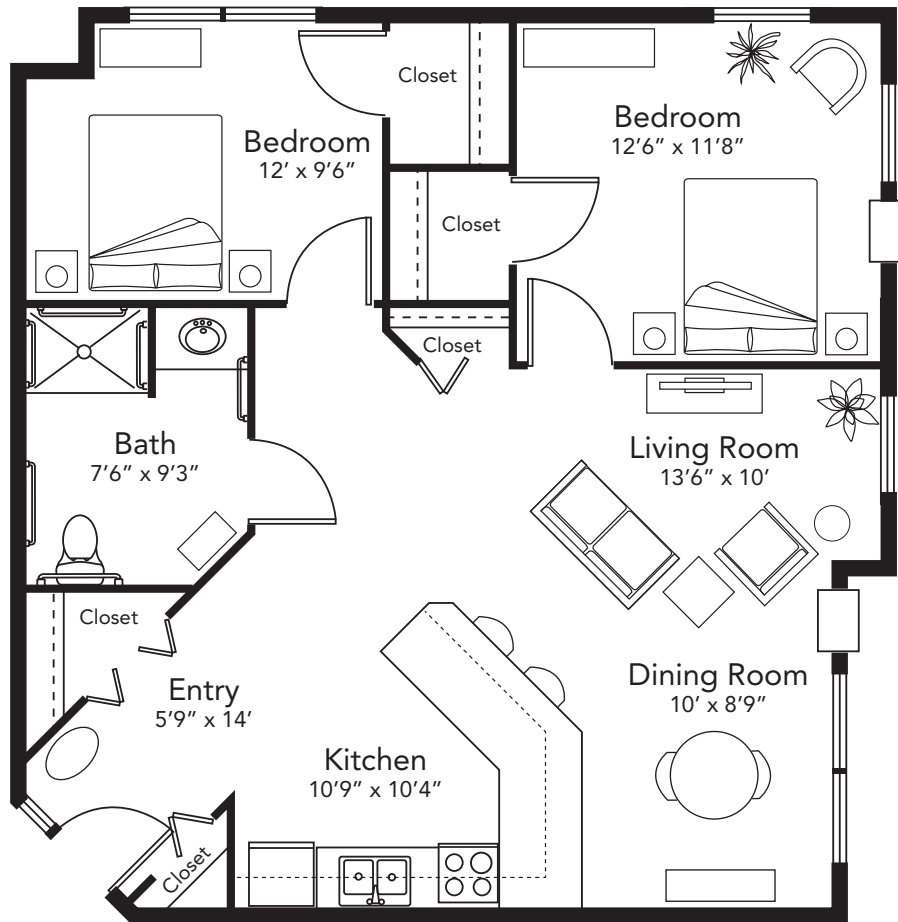 Closet
Bedroom
12' x 9'6”
Bedroom
12'6” x 11'8”
Closet
Closet
Bath
7'6” x 9'3”
Living Room
13'6” x 10'
Closet
Entry
5'9” x 14'
Dining Room
10' x 8'9”
Kitchen
10'9” x 10'4”
Closet